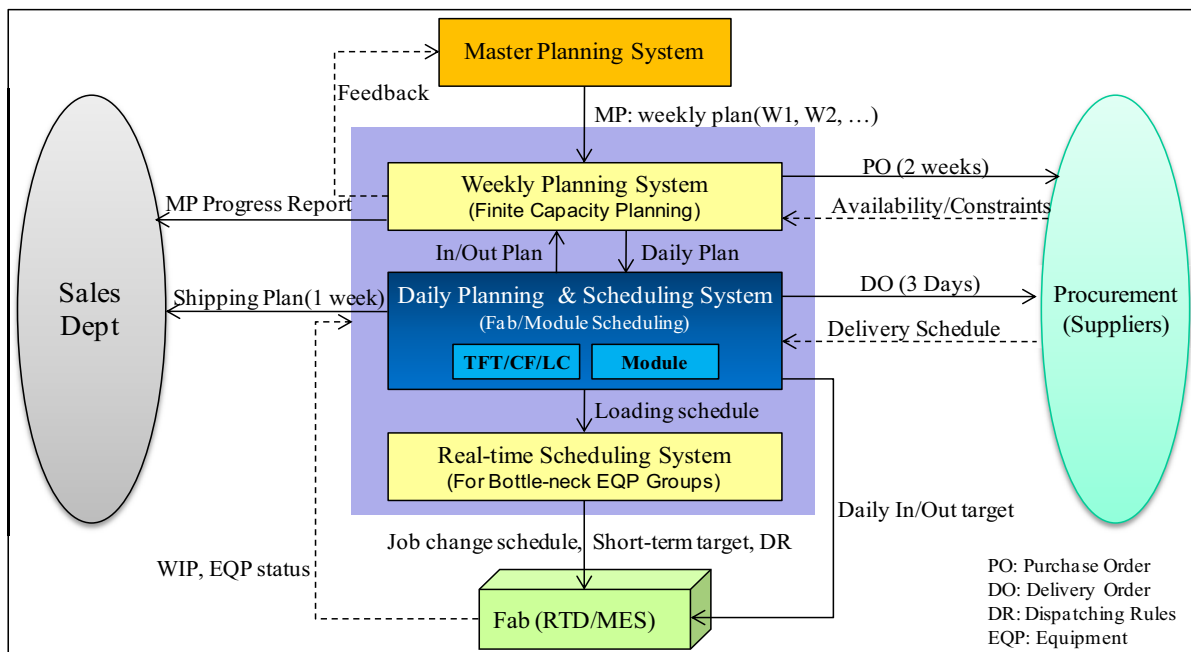 Master Planning System
Feedback
MP: weekly plan(W1, W2, …)
Weekly Planning System
(Finite Capacity Planning)
PO (2 weeks)
MP Progress Report
Availability/Constraints
In/Out Plan
Daily Plan
Sales
Dept
Shipping Plan(1 week)
Daily Planning & Scheduling System
(Fab/Module Scheduling)
TFT/CF/LC
Module
DO (3 Days)
Delivery Schedule
Procurement
(Suppliers)
Loading schedule
Real-time Scheduling System
(For Bottle-neck EQP Groups)
Daily In/Out target
Job change schedule, Short-term target, DR
WIP, EQP status
Fab (RTD/MES)
PO: Purchase Order
DO: Delivery Order
DR: Dispatching Rules
EQP: Equipment